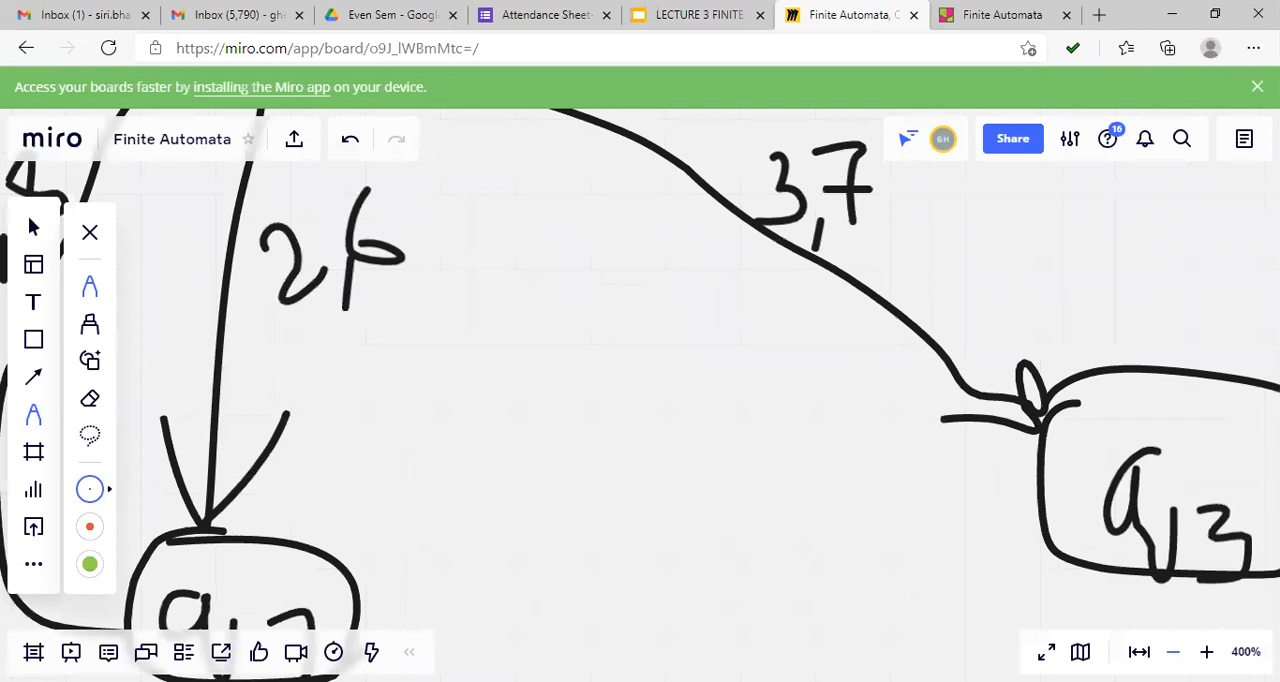 Inbox (1) - siri.bha
Inbox (5,790) - ghe
Even Sem - Google
Attendance Sheet-
LECTURE 3 FINITE
Finite Automata, C
Finite Automata
https://miro.com/app/board/o9J_lWBmMtc=/
Access your boards faster by installing the Miro app on your device.
miro
Finite Automata
GH
Share
16
3,7
2,6
T
q13
400%